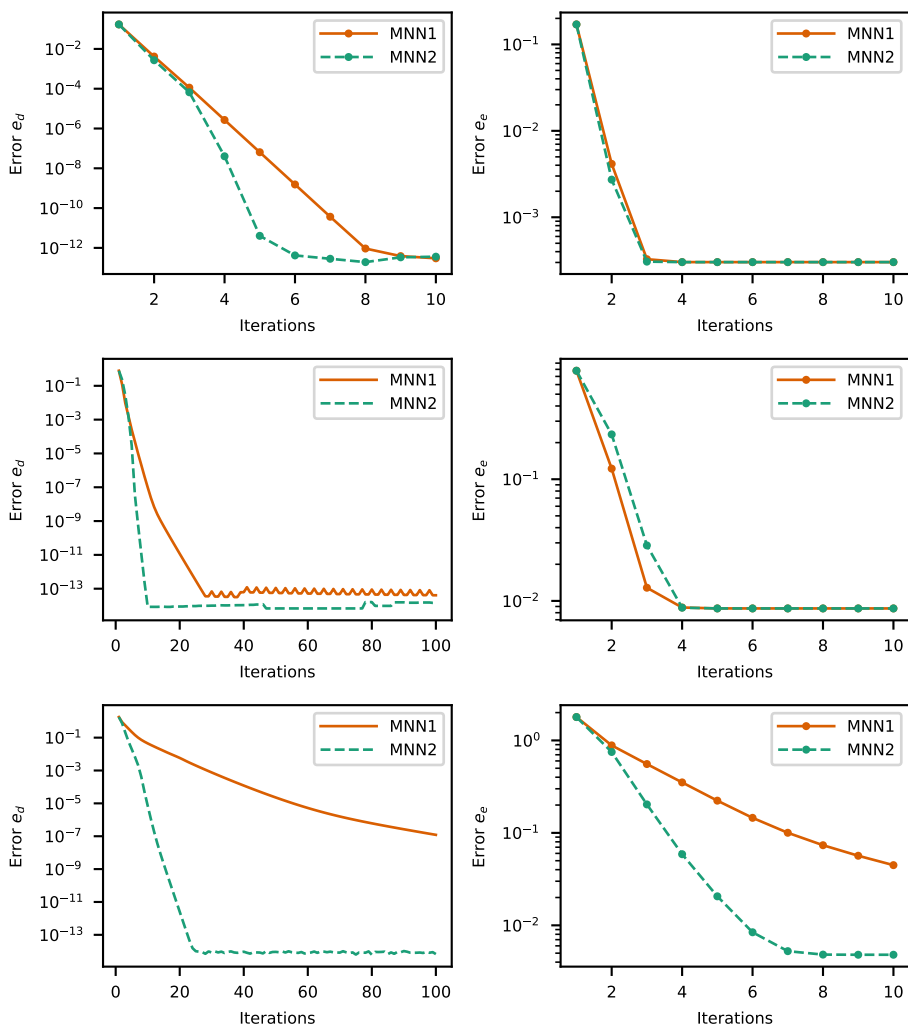 Error $e_d$
10^{-2}
10^{-4}
10^{-6}
10^{-8}
10^{-10}
10^{-12}
MNN1
MNN2
2 4 6 8 10
Iterations
Error $e_e$
10^{-1}
10^{-2}
10^{-3}
MNN1
MNN2
2 4 6 8 10
Iterations
Error $e_d$
10^{-1}
10^{-3}
10^{-5}
10^{-7}
10^{-9}
10^{-11}
10^{-13}
MNN1
MNN2
0 20 40 60 80 100
Iterations
Error $e_e$
10^{-1}
10^{-2}
MNN1
MNN2
2 4 6 8 10
Iterations
Error $e_d$
10^{-1}
10^{-3}
10^{-5}
10^{-7}
10^{-9}
10^{-11}
10^{-13}
MNN1
MNN2
0 20 40 60 80 100
Iterations
Error $e_e$
10^{0}
10^{-1}
10^{-2}
MNN1
MNN2
2 4 6 8 10
Iterations